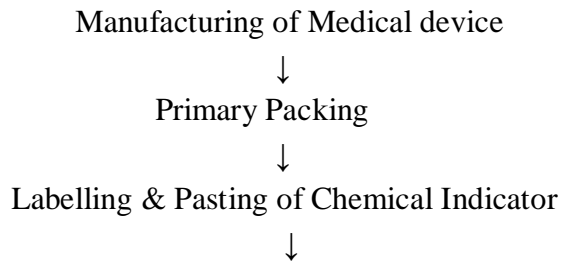 Manufacturing of Medical device
↓
Primary Packing
↓
Labelling & Pasting of Chemical Indicator
↓